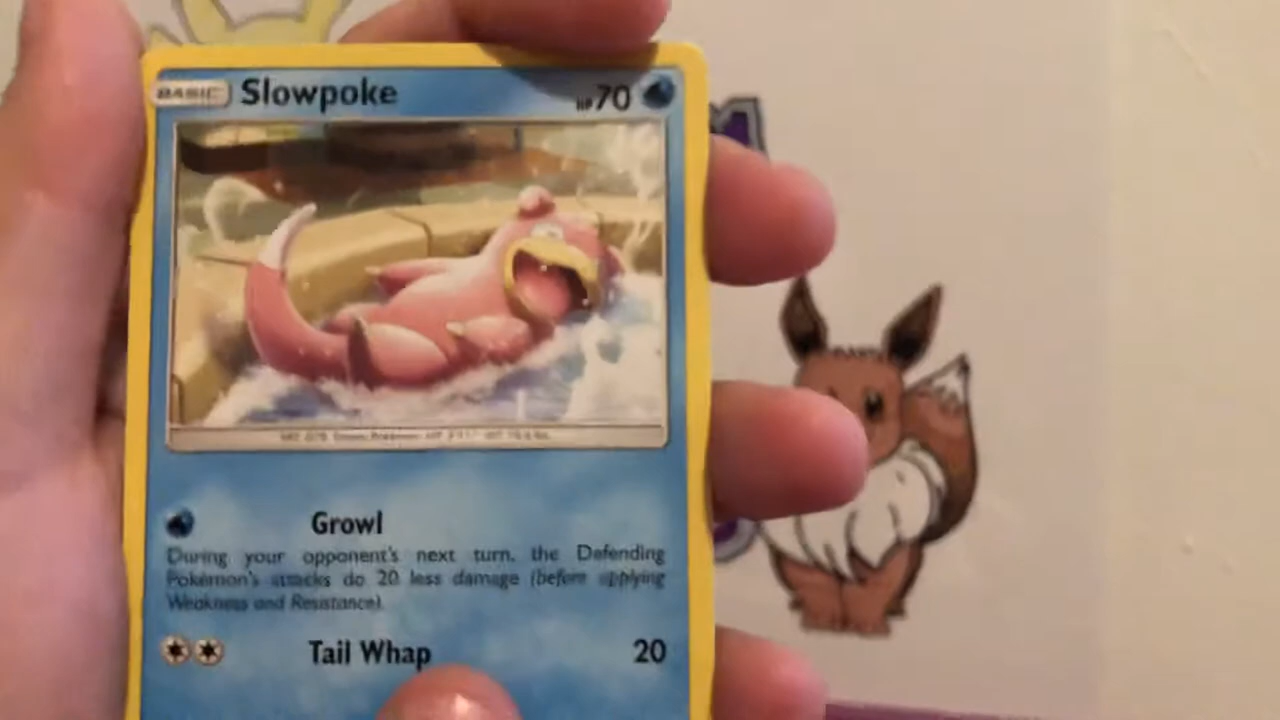 BASIC Slowpoke HP70
Growl
During your opponent's next turn, the Defending
Pokémon's attacks do 20 less damage (before applying
Weakness and Resistance).
Tail Whap 20